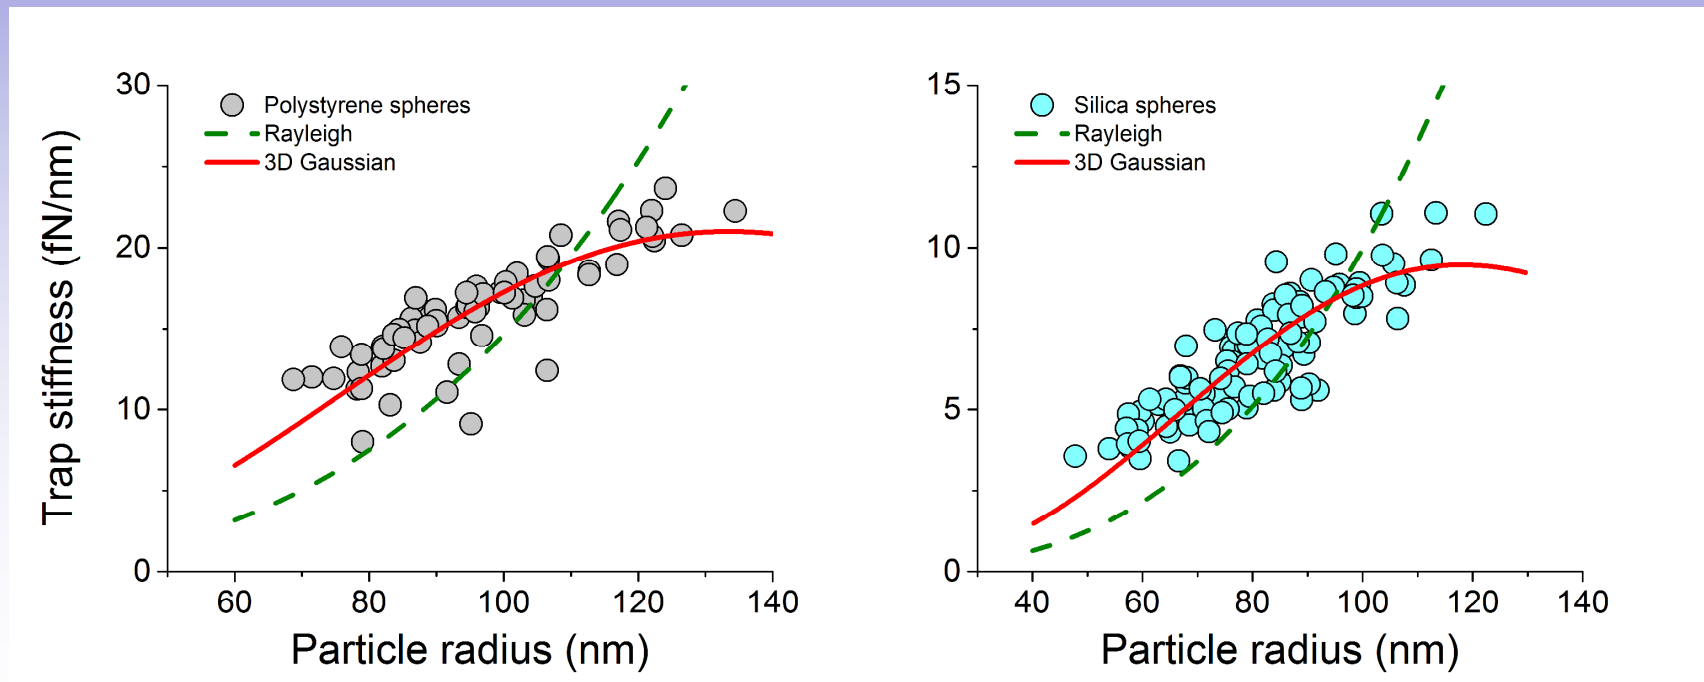 Trap stiffness (fN/nm)
30
20
10
0
Polystyrene spheres
Rayleigh
3D Gaussian
60 80 100 120 140
Particle radius (nm)
15
10
5
0
Silica spheres
Rayleigh
3D Gaussian
40 60 80 100 120 140
Particle radius (nm)